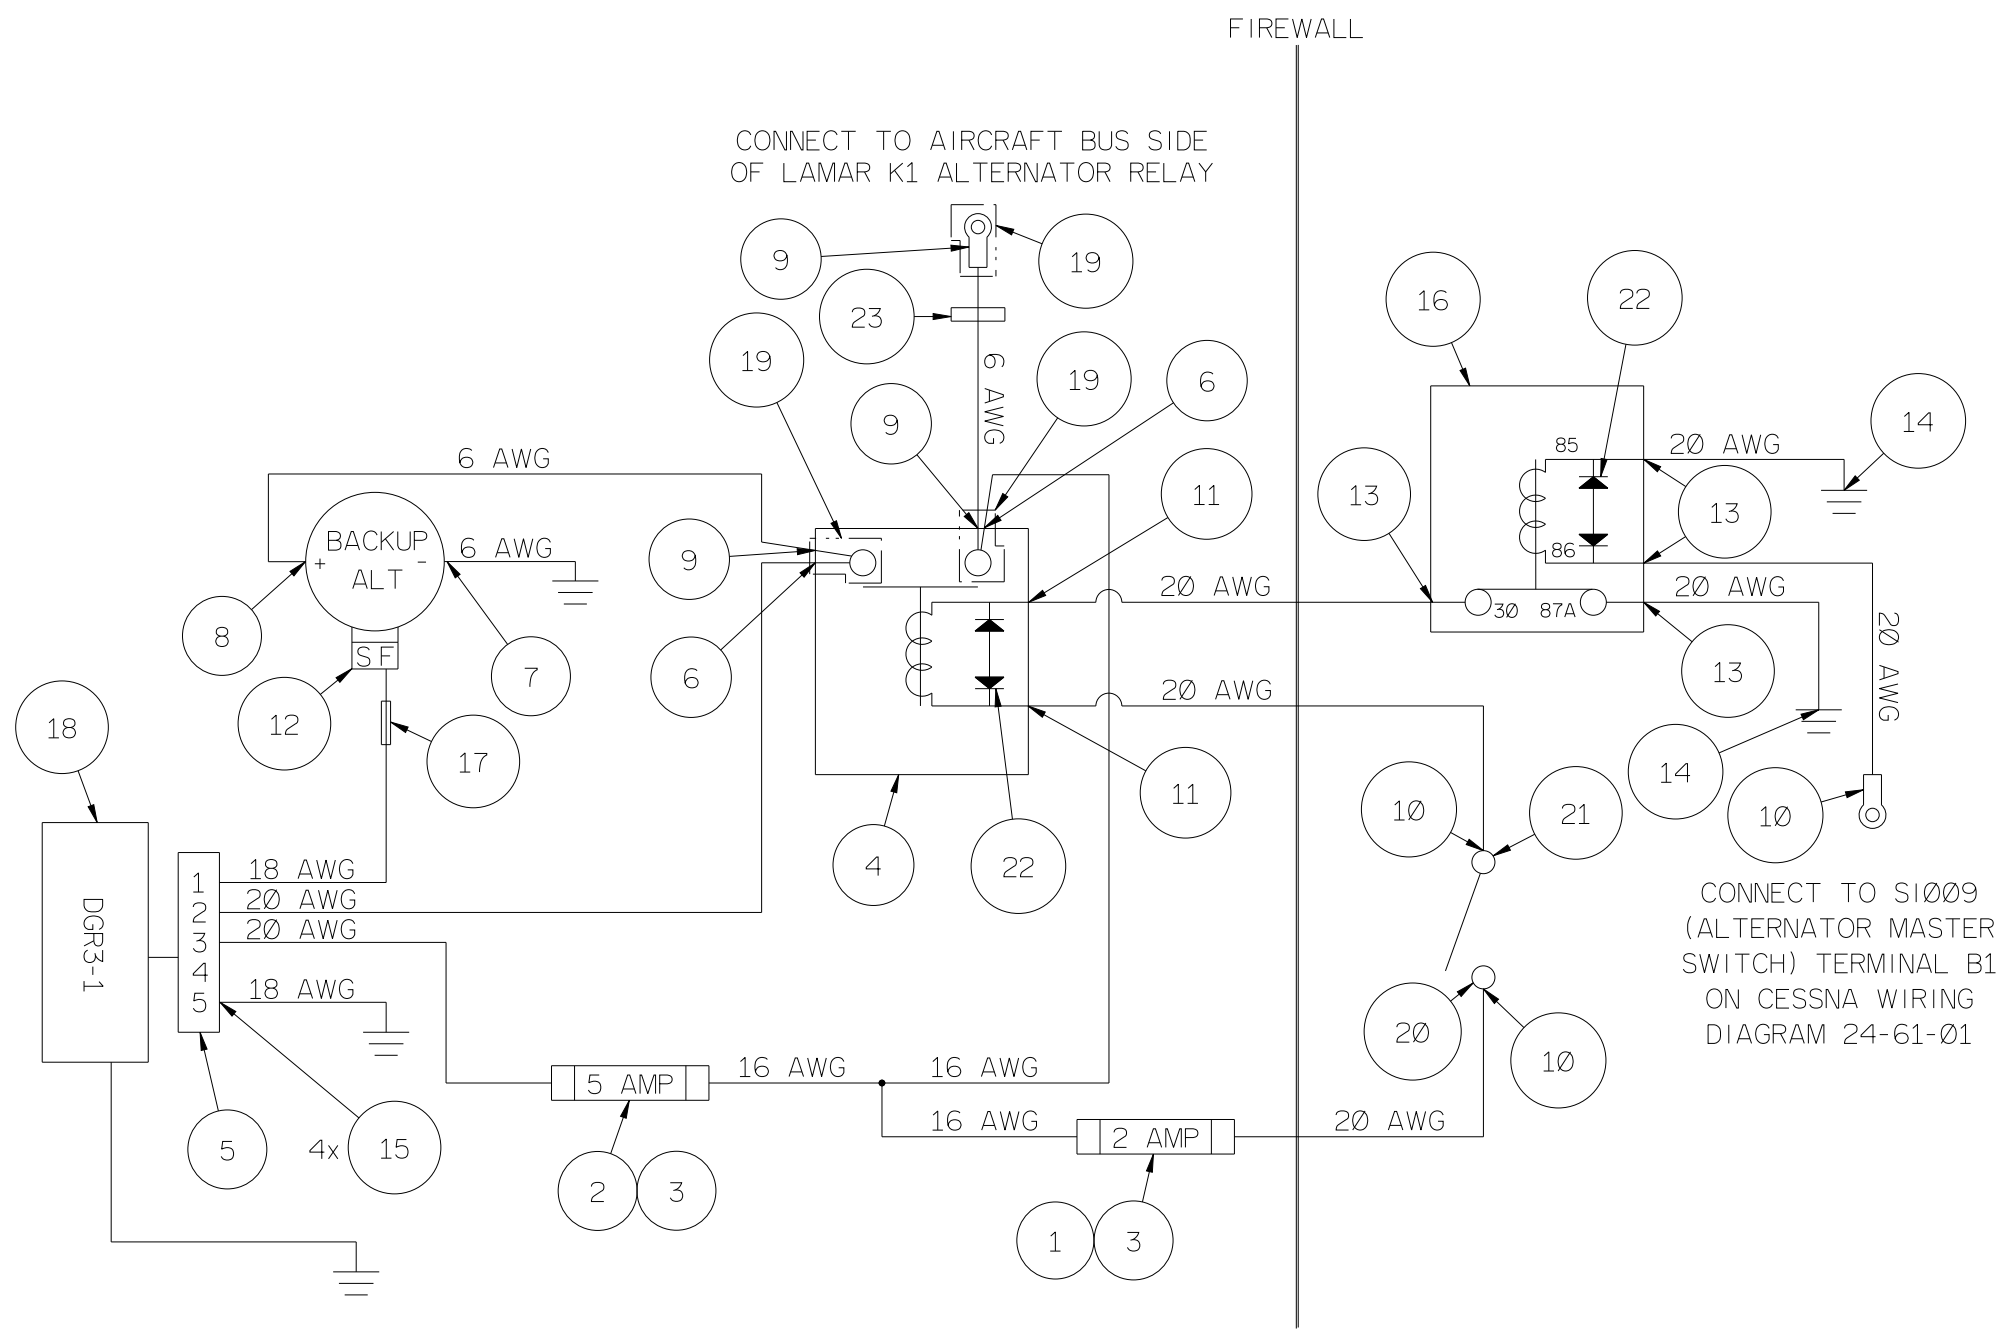 FIREWALL
CONNECT TO AIRCRAFT BUS SIDE
OF LAMAR K1 ALTERNATOR RELAY
9
19
23
16
22
19
6 AWG
19
6
9
14
6 AWG
85
20 AWG
13
11
13
BACKUP
+
-
ALT
6 AWG
9
86
20 AWG
20 AWG
30
87A
8
S F
7
6
20 AWG
13
20 AWG
12
18
17
11
14
10
21
10
4
22
DGR3-1
1
2
3
4
5
18 AWG
20 AWG
20 AWG
18 AWG
CONNECT TO SI009
(ALTERNATOR MASTER
SWITCH) TERMINAL B1
ON CESSNA WIRING
DIAGRAM 24-61-01
20
10
5 AMP
16 AWG
16 AWG
16 AWG
2 AMP
20 AWG
5
4x
15
2
3
1
3